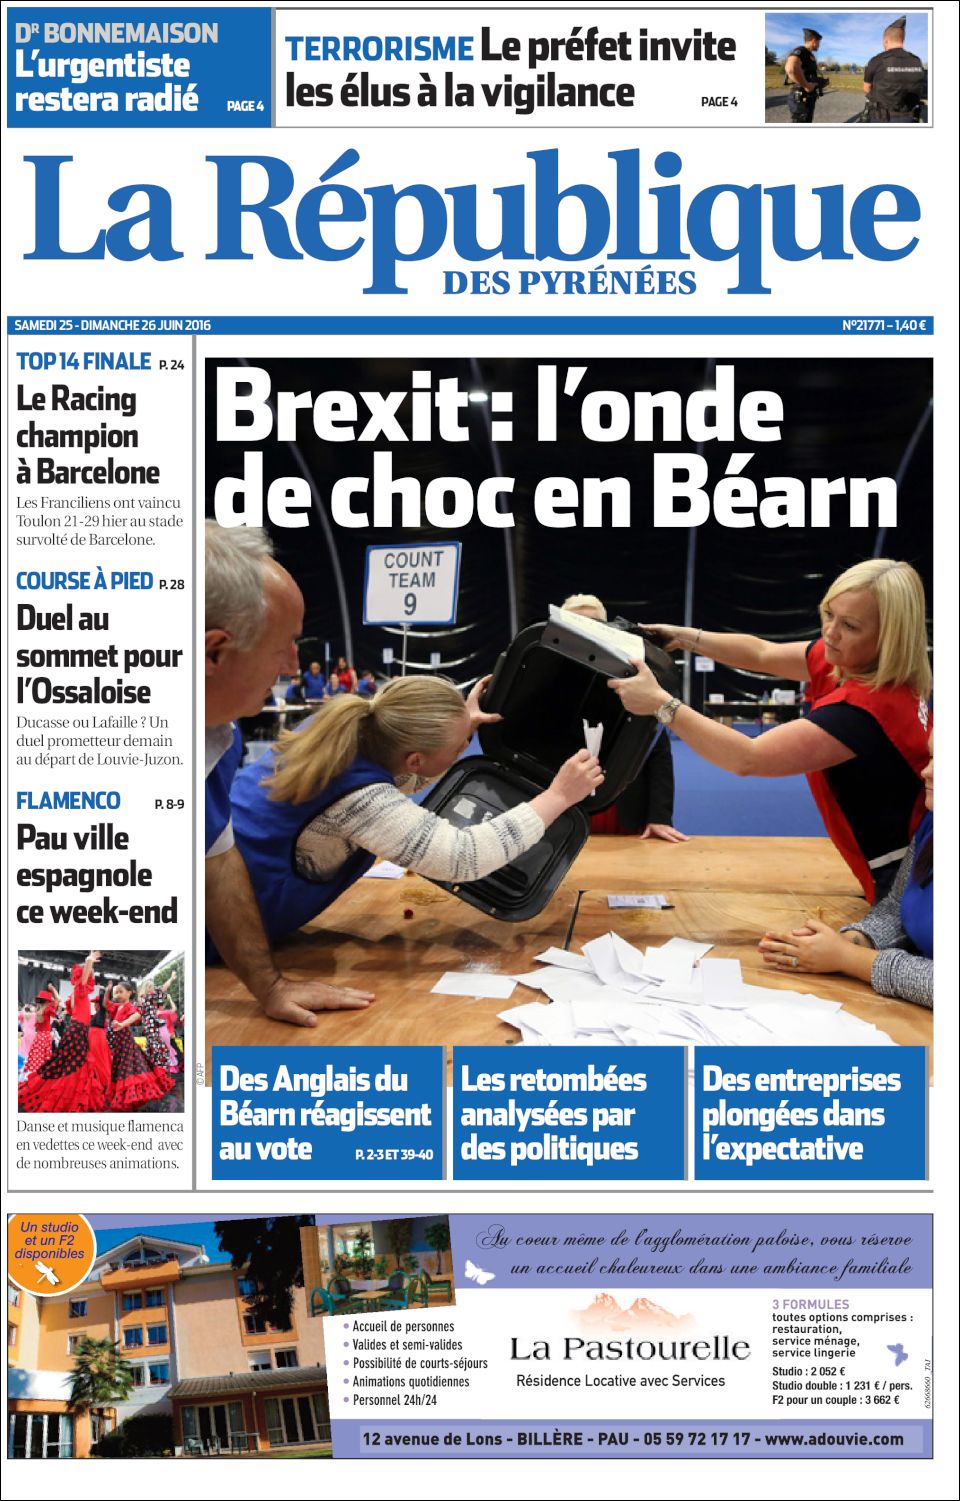 DR BONNEMAISON
L'urgentiste
restera radié PAGE 4
TERRORISME Le préfet invite
les élus à la vigilance PAGE 4
GENDARMERIE
La République
DES PYRÉNÉES
SAMEDI 25 - DIMANCHE 26 JUIN 2016
N°21771 – 1,40 €
TOP 14 FINALE P. 24
Le Racing
champion
à Barcelone
Les Franciliens ont vaincu
Toulon 21-29 hier au stade
survolté de Barcelone.
COURSE À PIED P. 28
Duel au
sommet pour
l'Ossaloise
Ducasse ou Lafaille ? Un
duel prometteur demain
au départ de Louvie-Juzon.
FLAMENCO P. 8-9
Pau ville
espagnole
ce week-end
Danse et musique flamenca
en vedettes ce week-end avec
de nombreuses animations.
Brexit : l'onde
de choc en Béarn
COUNT
TEAM
9
© AFP
Des Anglais du
Béarn réagissent
au vote P. 2-3 ET 39-40
Les retombées
analysées par
des politiques
Des entreprises
plongées dans
l'expectative
Un studio
et un F2
disponibles
Au coeur même de l'agglomération paloise, vous réserve
un accueil chaleureux dans une ambiance familiale
• Accueil de personnes
• Valides et semi-valides
• Possibilité de courts-séjours
• Animations quotidiennes
• Personnel 24h/24
La Pastourelle
Résidence Locative avec Services
3 FORMULES
toutes options comprises :
restauration,
service ménage,
service lingerie
Studio : 2 052 €
Studio double : 1 231 € / pers.
F2 pour un couple : 3 662 €
62668660 _TAJ
12 avenue de Lons - BILLÈRE - PAU - 05 59 72 17 17 - www.adouvie.com